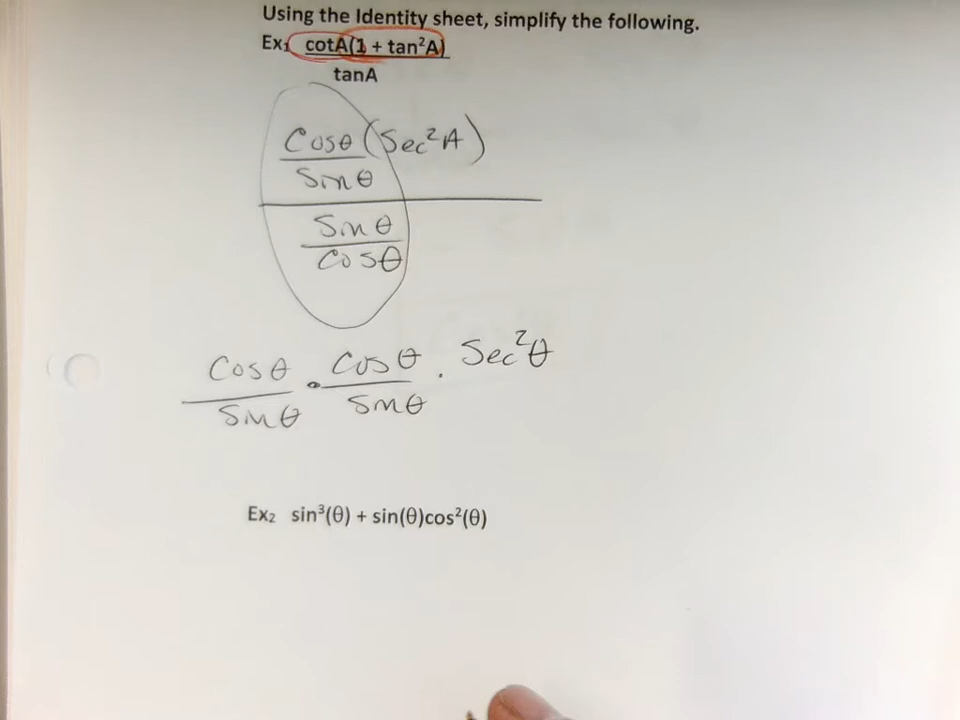 Using the Identity sheet, simplify the following.
Ex1 cotA(1 + tan²A)
tanA
Cosθ (Sec²A)
Sinθ
Sinθ
Cosθ
Cosθ • Cosθ · Sec²θ
Sinθ Sinθ
Ex2 sin³(θ) + sin(θ)cos²(θ)